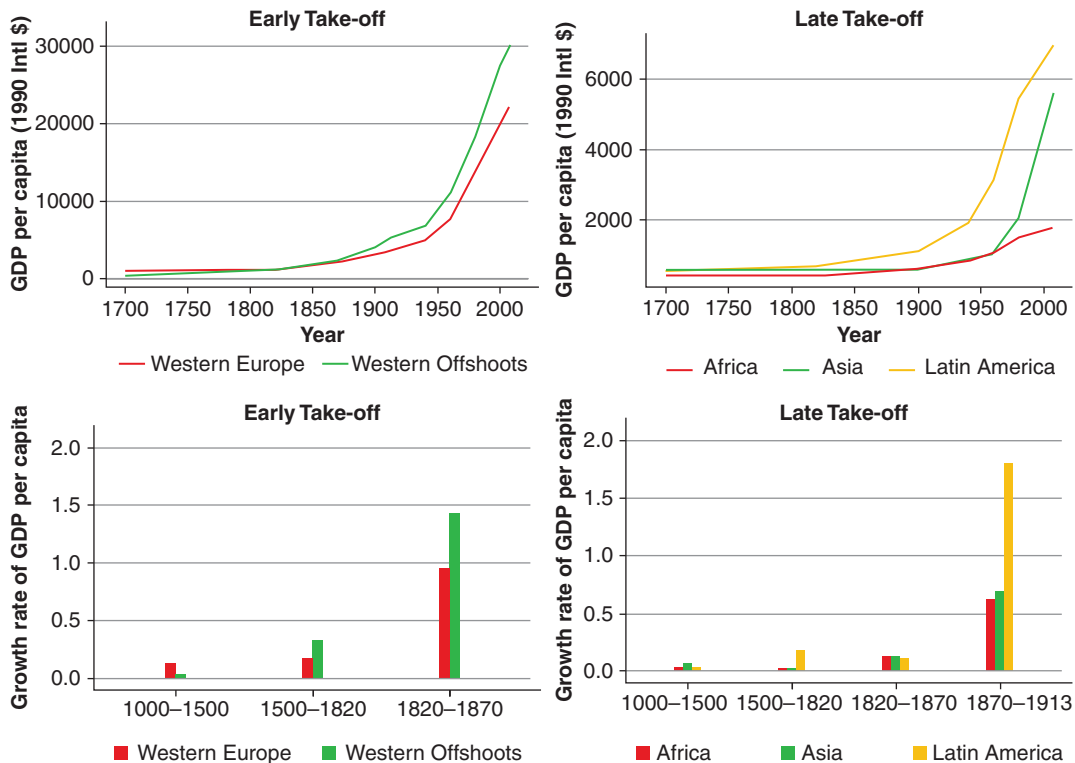 Early Take-off
GDP per capita (1990 Intl $)
30000
20000
10000
0
1700 1750 1800 1850 1900 1950 2000
Year
Western Europe Western Offshoots
Late Take-off
GDP per capita (1990 Intl $)
6000
4000
2000
1700 1750 1800 1850 1900 1950 2000
Year
Africa Asia Latin America
Early Take-off
Growth rate of GDP per capita
2.0
1.5
1.0
0.5
0.0
1000–1500 1500–1820 1820–1870
Western Europe Western Offshoots
Late Take-off
Growth rate of GDP per capita
2.0
1.5
1.0
0.5
0.0
1000–1500 1500–1820 1820–1870 1870–1913
Africa Asia Latin America